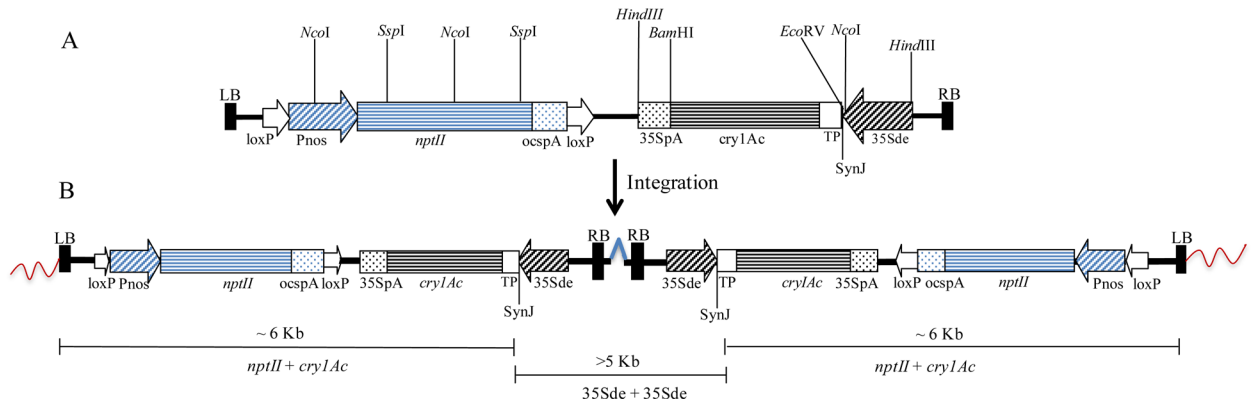 A
NcoI SspI NcoI SspI HindIII BamHI EcoRV NcoI HindIII
LB RB
loxP Pnos nptII ocspA loxP 35SpA cry1Ac TP 35Sde
SynJ
Integration
B
LB RB RB LB
loxP Pnos nptII ocspA loxP 35SpA cry1Ac TP 35Sde 35Sde TP cry1Ac 35SpA loxP ocspA nptII Pnos loxP
SynJ SynJ
~ 6 Kb ~ 6 Kb
nptII + cry1Ac >5 Kb nptII + cry1Ac
35Sde + 35Sde